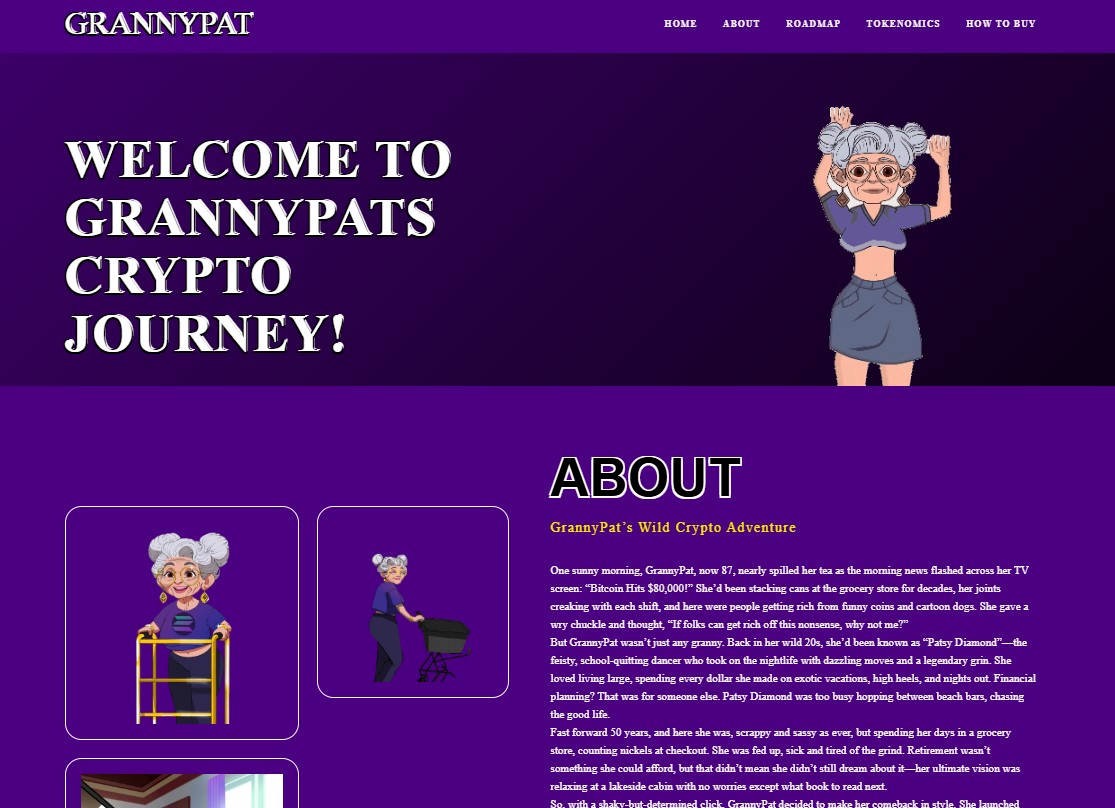 GRANNYPAT
HOME ABOUT ROADMAP TOKENOMICS HOW TO BUY
WELCOME TO
GRANNYPATS
CRYPTO
JOURNEY!
ABOUT
GrannyPat’s Wild Crypto Adventure
One sunny morning, GrannyPat, now 87, nearly spilled her tea as the morning news flashed across her TV
screen: “Bitcoin Hits $80,000!” She’d been stacking cans at the grocery store for decades, her joints
creaking with each shift, and here were people getting rich from funny coins and cartoon dogs. She gave a
wry chuckle and thought, “If folks can get rich off this nonsense, why not me?”
But GrannyPat wasn’t just any granny. Back in her wild 20s, she’d been known as “Patsy Diamond”—the
feisty, school-quitting dancer who took on the nightlife with dazzling moves and a legendary grin. She
loved living large, spending every dollar she made on exotic vacations, high heels, and nights out. Financial
planning? That was for someone else. Patsy Diamond was too busy hopping between beach bars, chasing
the good life.
Fast forward 50 years, and here she was, scrappy and sassy as ever, but spending her days in a grocery
store, counting nickels at checkout. She was fed up, sick and tired of the grind. Retirement wasn’t
something she could afford, but that didn’t mean she didn’t still dream about it—her ultimate vision was
relaxing at a lakeside cabin with no worries except what book to read next.
So, with a shaky-but-determined click, GrannyPat decided to make her comeback in style. She launched